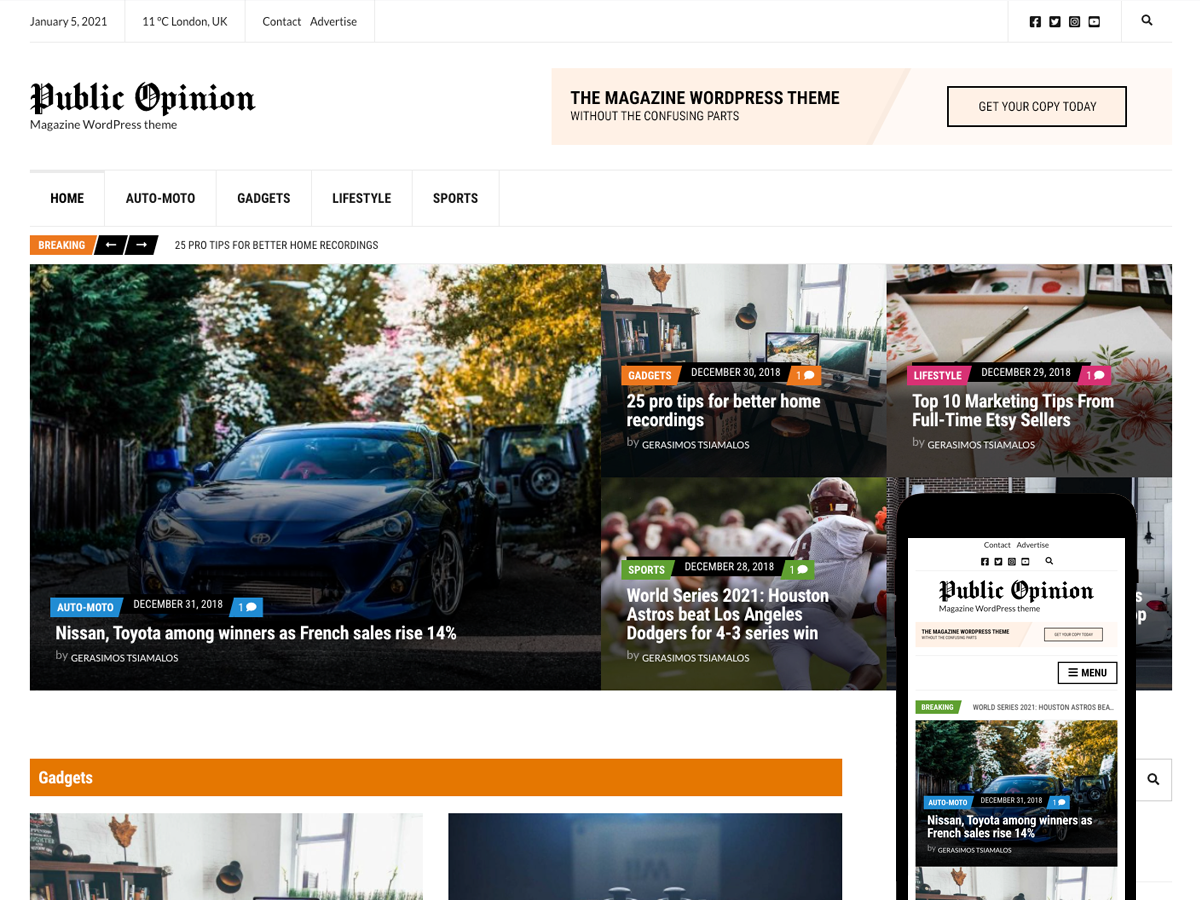 January 5, 2021
11 °C London, UK
Contact Advertise
Public Opinion
Magazine WordPress theme
THE MAGAZINE WORDPRESS THEME
WITHOUT THE CONFUSING PARTS
GET YOUR COPY TODAY
HOME
AUTO-MOTO
GADGETS
LIFESTYLE
SPORTS
BREAKING
25 PRO TIPS FOR BETTER HOME RECORDINGS
AUTO-MOTO DECEMBER 31, 2018 1
Nissan, Toyota among winners as French sales rise 14%
by GERASIMOS TSIAMALOS
GADGETS DECEMBER 30, 2018 1
25 pro tips for better home
recordings
by GERASIMOS TSIAMALOS
LIFESTYLE DECEMBER 29, 2018 1
Top 10 Marketing Tips From
Full-Time Etsy Sellers
by GERASIMOS TSIAMALOS
SPORTS DECEMBER 28, 2018 1
World Series 2021: Houston
Astros beat Los Angeles
Dodgers for 4-3 series win
by GERASIMOS TSIAMALOS
Gadgets
Contact Advertise
Public Opinion
Magazine WordPress theme
THE MAGAZINE WORDPRESS THEME
WITHOUT THE CONFUSING PARTS
GET YOUR COPY TODAY
MENU
BREAKING
WORLD SERIES 2021: HOUSTON ASTROS BEA...
AUTO-MOTO DECEMBER 31, 2018 1
Nissan, Toyota among winners as
French sales rise 14%
by GERASIMOS TSIAMALOS